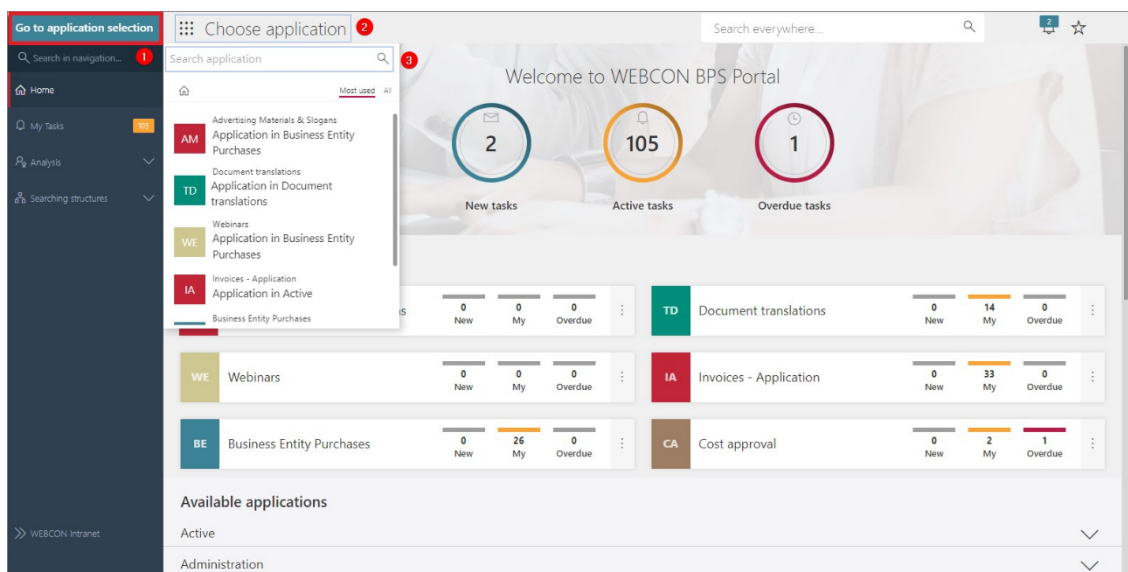 Go to application selection
Choose application
2
Search everywhere...
2
Search in navigation...
1
Search application
3
Home
Most used
All
My Tasks
105
Analysis
Searching structures
Advertising Materials & Slogans
AM
Application in Business Entity
Purchases
Document translations
TD
Application in Document
translations
Webinars
WE
Application in Business Entity
Purchases
Invoices - Application
IA
Application in Active
Business Entity Purchases
Welcome to WEBCON BPS Portal
2
105
1
New tasks
Active tasks
Overdue tasks
0
0
0
New
My
Overdue
TD
Document translations
0
14
0
New
My
Overdue
WE
Webinars
0
0
0
New
My
Overdue
IA
Invoices - Application
0
33
0
New
My
Overdue
BE
Business Entity Purchases
0
26
0
New
My
Overdue
CA
Cost approval
0
2
1
New
My
Overdue
Available applications
Active
Administration
WEBCON Intranet